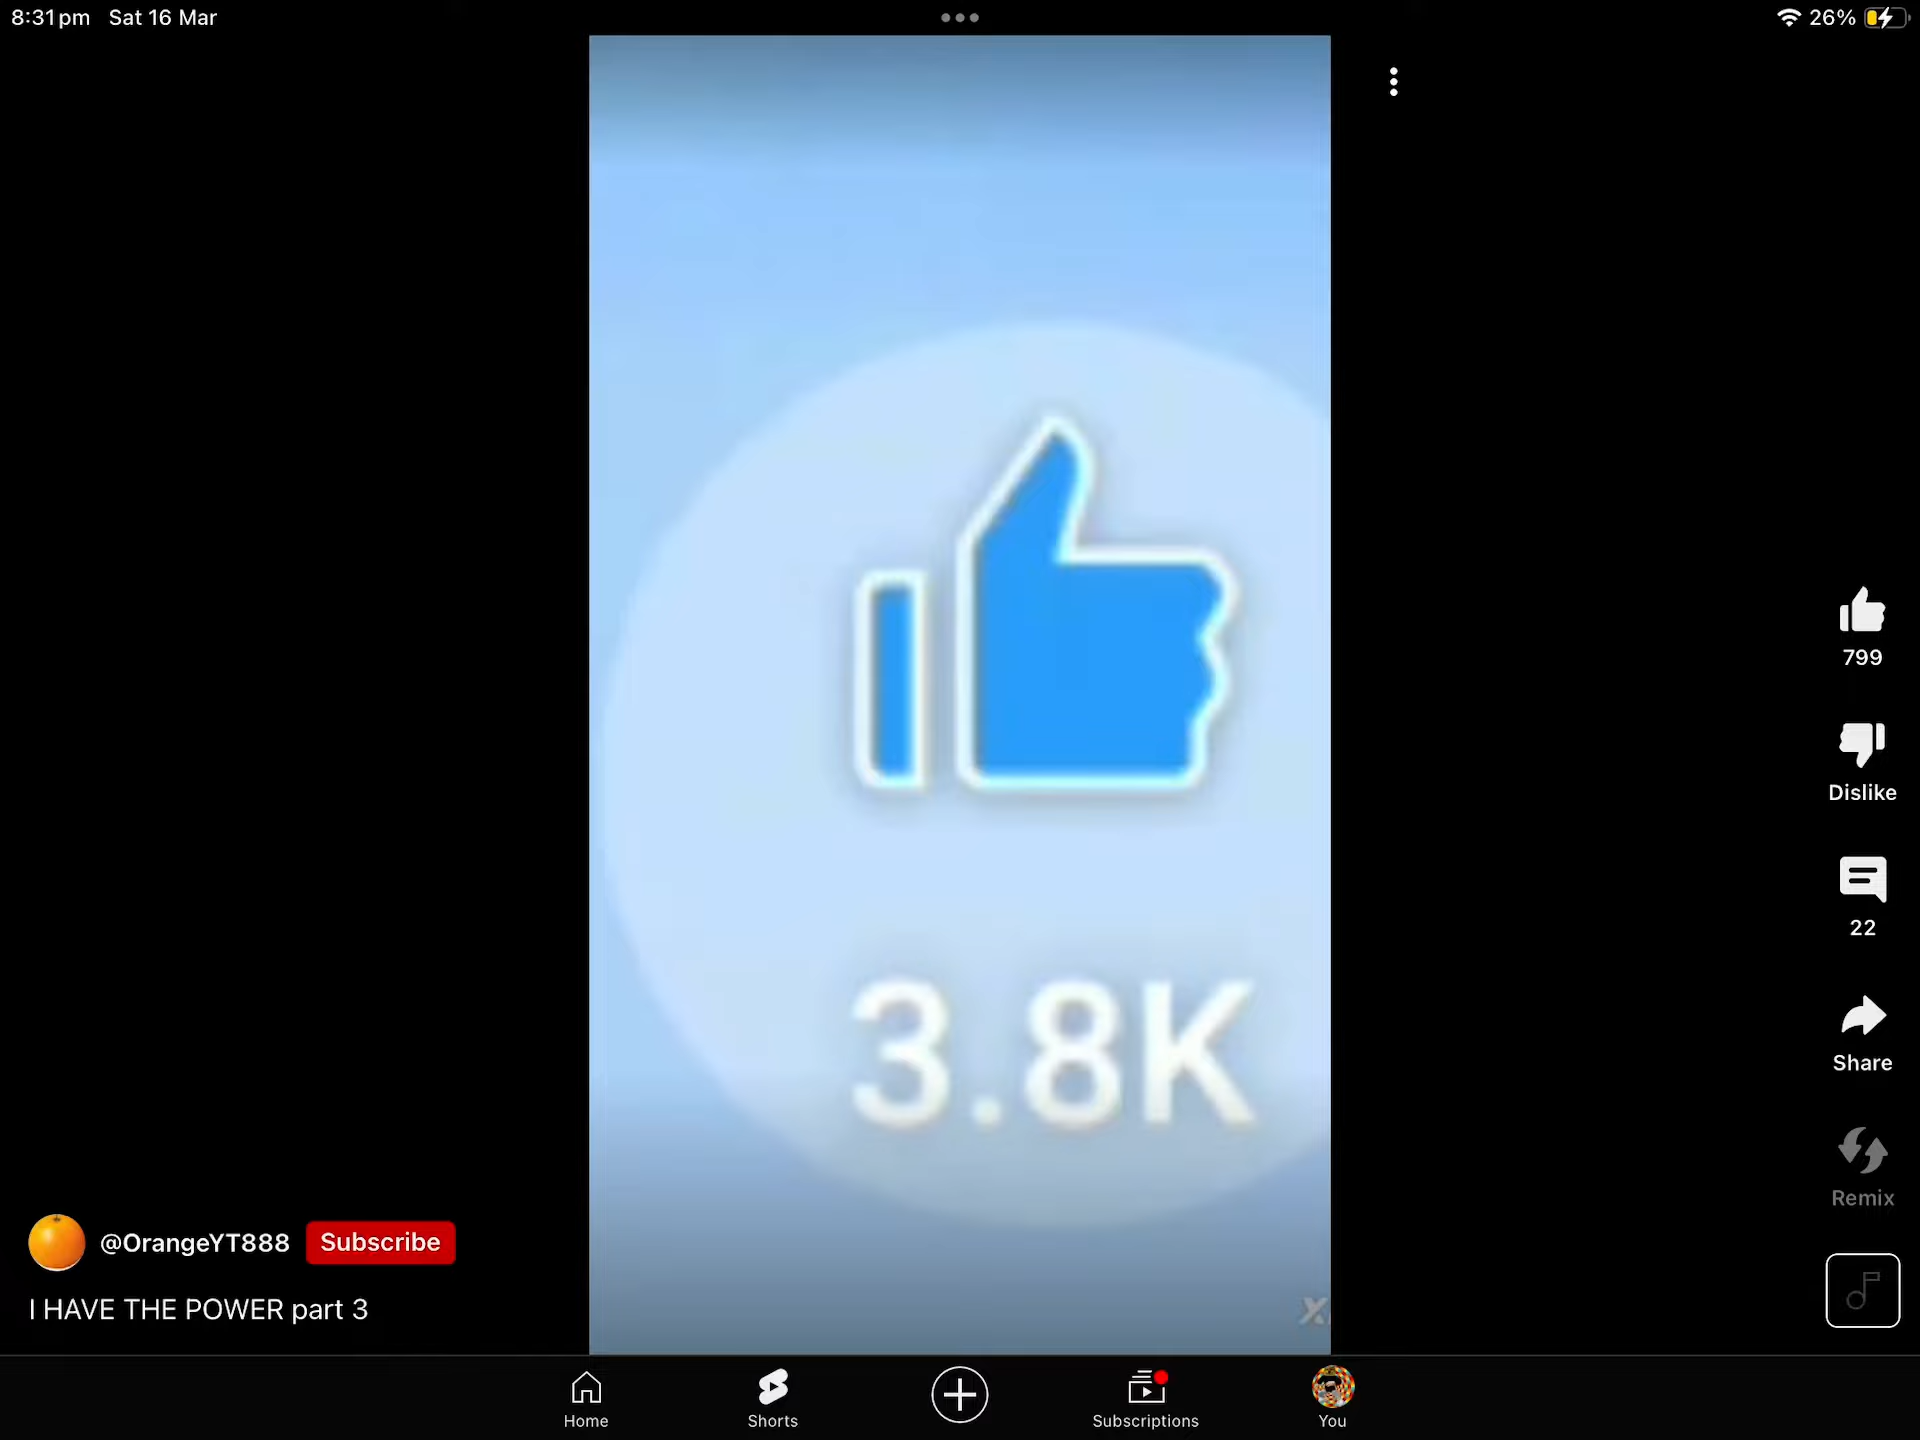 8:31 pm Sat 16 Mar
26%
3.8K
799
Dislike
22
Share
Remix
@OrangeYT888 Subscribe
I HAVE THE POWER part 3
Home Shorts Subscriptions You